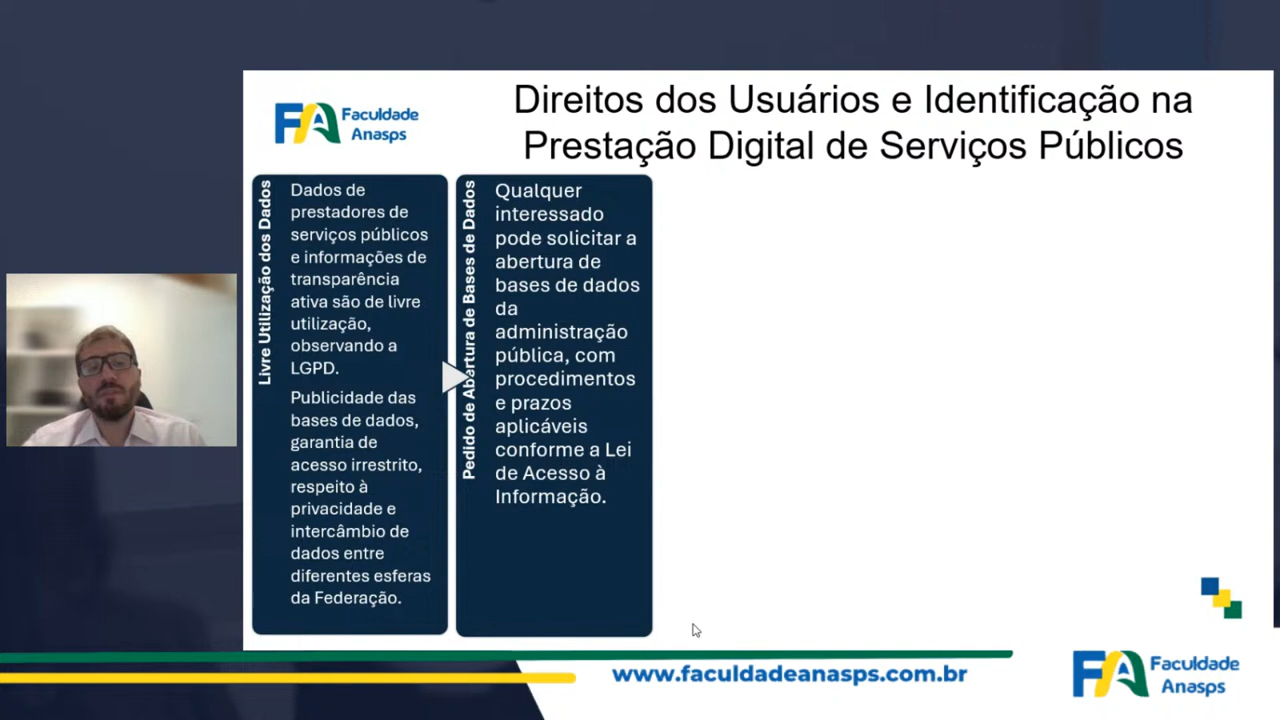 Faculdade
Anasps
Direitos dos Usuários e Identificação na
Prestação Digital de Serviços Públicos
Livre Utilização dos Dados
Dados de
prestadores de
serviços públicos
e informações de
transparência
ativa são de livre
utilização,
observando a
LGPD.
Publicidade das
bases de dados,
garantia de
acesso irrestrito,
respeito à
privacidade e
intercâmbio de
dados entre
diferentes esferas
da Federação.
Pedido de Abertura de Bases de Dados
Qualquer
interessado
pode solicitar a
abertura de
bases de dados
da
administração
pública, com
procedimentos
e prazos
aplicáveis
conforme a Lei
de Acesso à
Informação.
www.faculdadeanasps.com.br
Faculdade
Anasps